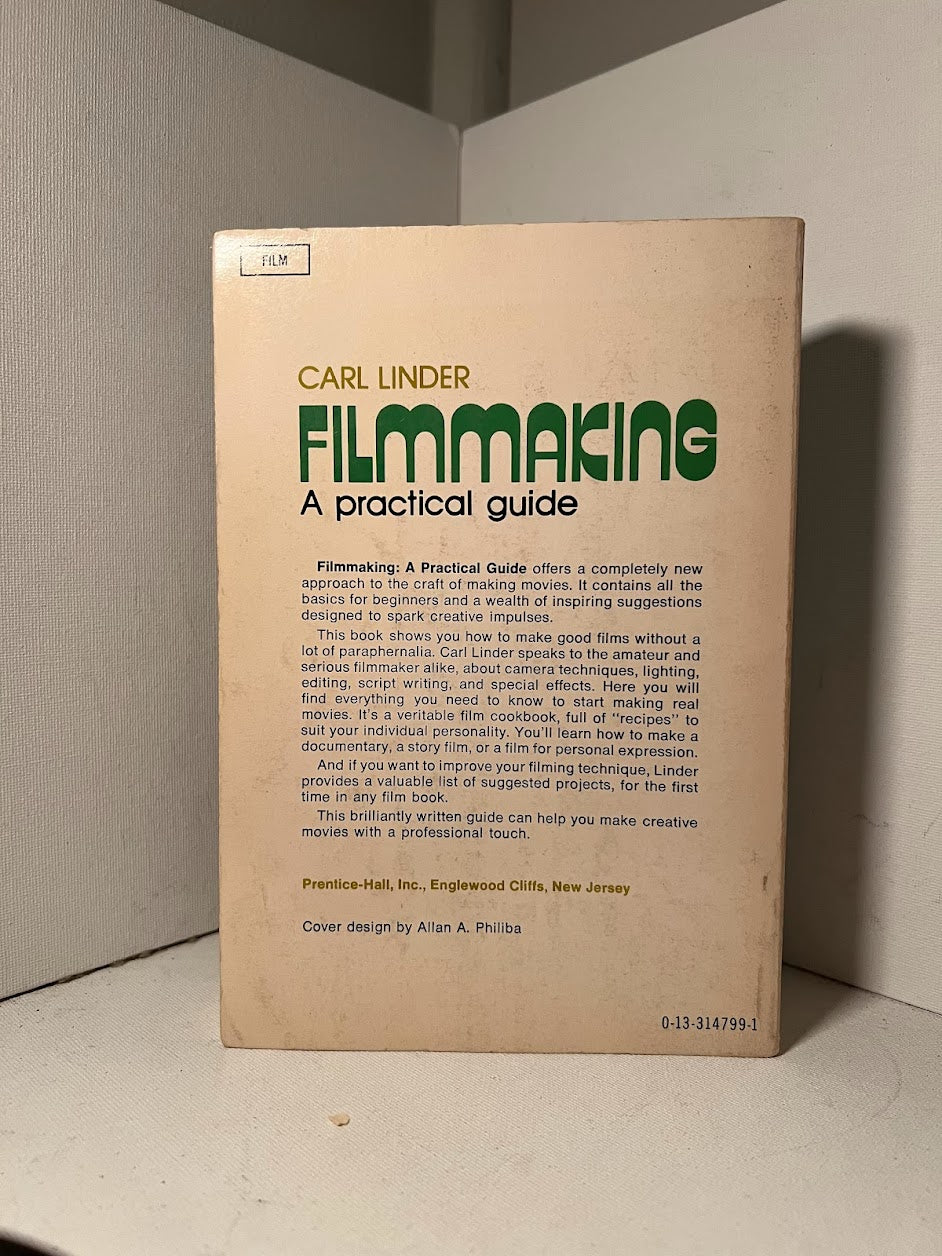 FILM
CARL LINDER
FILMMAKING
A practical guide
Filmmaking: A Practical Guide offers a completely new
approach to the craft of making movies. It contains all the
basics for beginners and a wealth of inspiring suggestions
designed to spark creative impulses.
This book shows you how to make good films without a
lot of paraphernalia. Carl Linder speaks to the amateur and
serious filmmaker alike, about camera techniques, lighting,
editing, script writing, and special effects. Here you will
find everything you need to know to start making real
movies. It's a veritable film cookbook, full of "recipes" to
suit your individual personality. You'll learn how to make a
documentary, a story film, or a film for personal expression.
And if you want to improve your filming technique, Linder
provides a valuable list of suggested projects, for the first
time in any film book.
This brilliantly written guide can help you make creative
movies with a professional touch.
Prentice-Hall, Inc., Englewood Cliffs, New Jersey
Cover design by Allan A. Philiba
0-13-314799-1